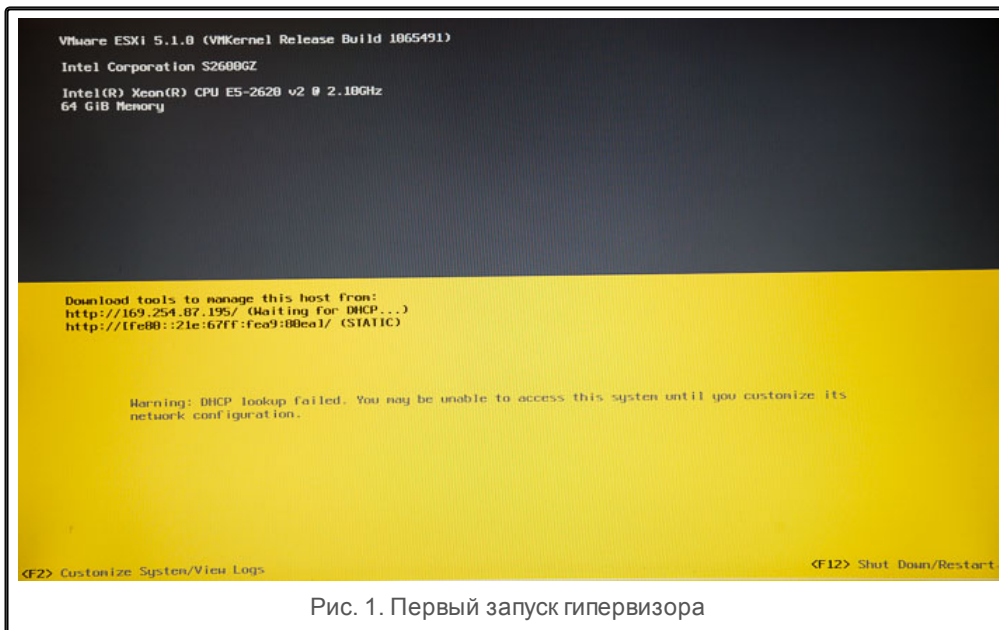 VMware ESXi 5.1.0 (VMKernel Release Build 1065491)
Intel Corporation S2600GZ
Intel(R) Xeon(R) CPU E5-2620 v2 @ 2.10GHz
64 GiB Memory
Download tools to manage this host from:
http://169.254.87.195/ (Waiting for DHCP...)
http://[fe80::21e:67ff:fea9:80ea]/ (STATIC)
Warning: DHCP lookup failed. You may be unable to access this system until you customize its
network configuration.
<F2> Customize System/View Logs
<F12> Shut Down/Restart
Рис. 1. Первый запуск гипервизора